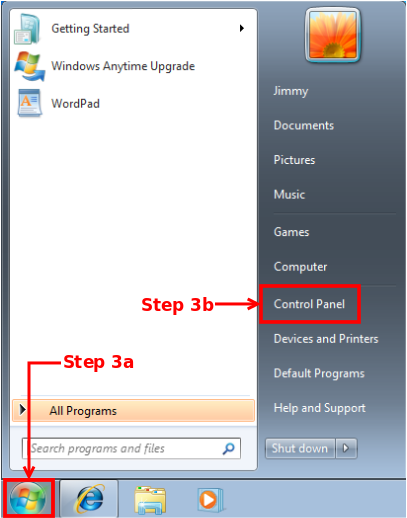 Getting Started
Windows Anytime Upgrade
WordPad
Jimmy
Documents
Pictures
Music
Games
Computer
Step 3b
Control Panel
Devices and Printers
Step 3a
Default Programs
All Programs
Help and Support
Search programs and files
Shut down